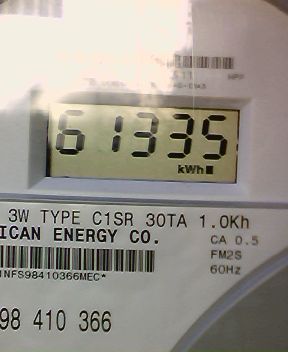 61335
kWh
3W TYPE C1SR 30TA 1.0Kh
ICAN ENERGY CO.
CA 0.5
FM2S
60Hz
INFS98410366MEC*
98 410 366